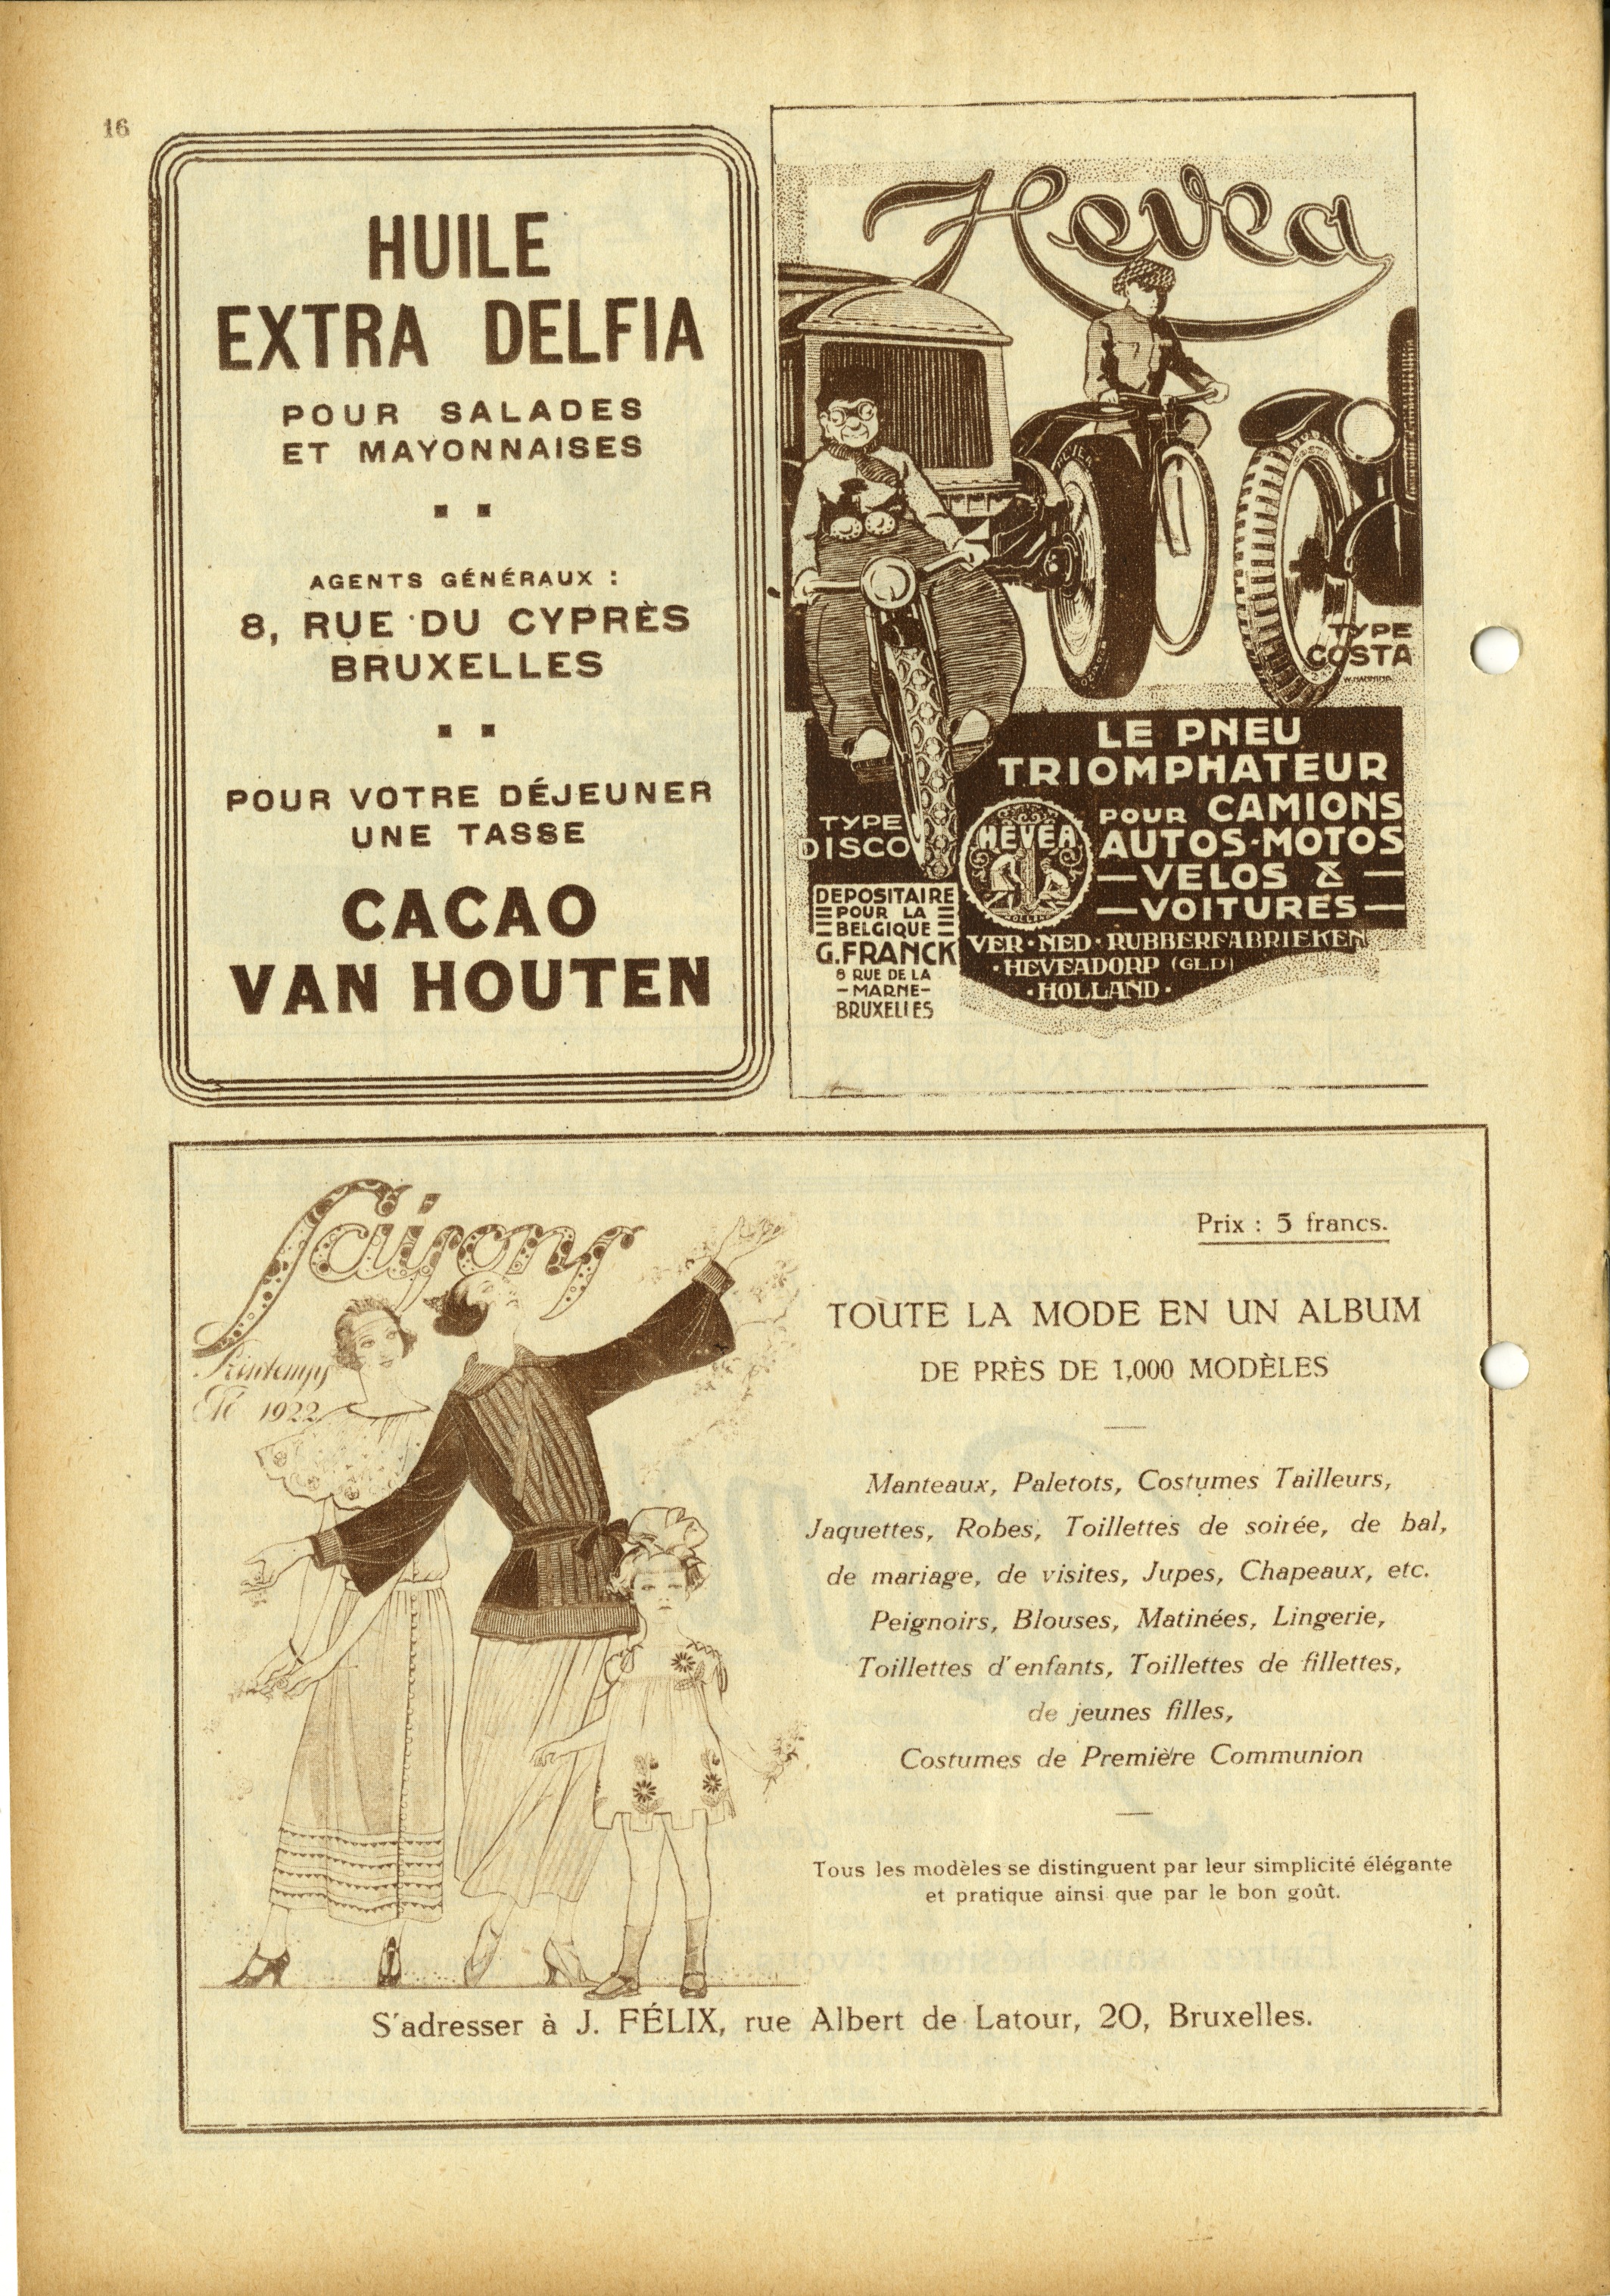 16
HUILE
EXTRA DELFIA
POUR SALADES
ET MAYONNAISES
AGENTS GÉNÉRAUX :
8, RUE DU CYPRÈS
BRUXELLES
POUR VOTRE DÉJEUNER
UNE TASSE
CACAO
VAN HOUTEN
Hevea
TYPE
COSTA
LE PNEU
TRIOMPHATEUR
POUR CAMIONS
AUTOS-MOTOS
VELOS &
VOITURES
TYPE
DISCO
HEVEA
DEPOSITAIRE
POUR LA
BELGIQUE
G. FRANCK
8 RUE DE LA
MARNE
BRUXELLES
VER·NED·RUBBERFABRIEKEN
·HEVEADORP (GLD)
·HOLLAND·
Saisons
Printemps
Eté 1922
Prix : 5 francs.
TOUTE LA MODE EN UN ALBUM
DE PRÈS DE 1,000 MODÈLES
Manteaux, Paletots, Costumes Tailleurs,
Jaquettes, Robes, Toillettes de soirée, de bal,
de mariage, de visites, Jupes, Chapeaux, etc.
Peignoirs, Blouses, Matinées, Lingerie,
Toillettes d'enfants, Toillettes de fillettes,
de jeunes filles,
Costumes de Première Communion
Tous les modèles se distinguent par leur simplicité élégante
et pratique ainsi que par le bon goût.
S'adresser à J. FÉLIX, rue Albert de Latour, 20, Bruxelles.